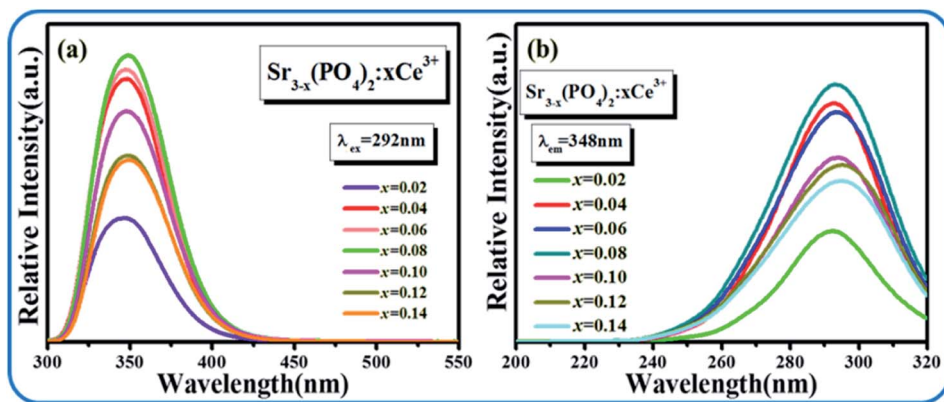 (a)
Sr3-x(PO4)2:xCe3+
λex=292nm
x=0.02
x=0.04
x=0.06
x=0.08
x=0.10
x=0.12
x=0.14
Relative Intensity(a.u.)
300 350 400 450 500 550
Wavelength(nm)
(b)
Sr3-x(PO4)2:xCe3+
λem=348nm
x=0.02
x=0.04
x=0.06
x=0.08
x=0.10
x=0.12
x=0.14
Relative Intensity(a.u.)
200 220 240 260 280 300 320
Wavelength(nm)